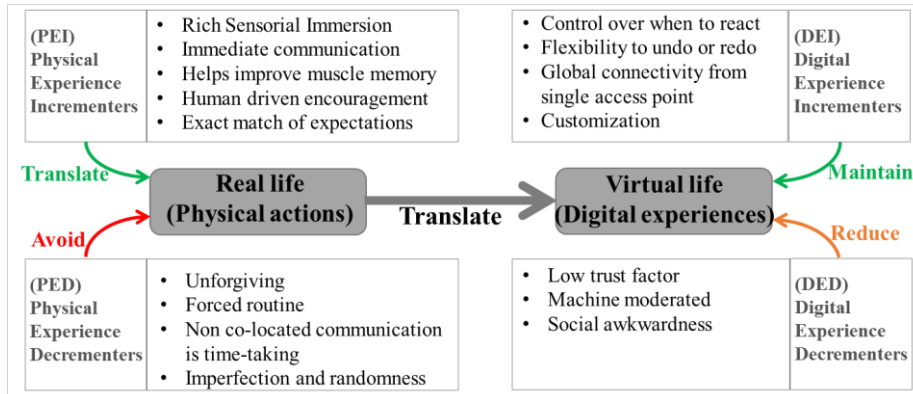 (PEI)
Physical
Experience
Incrementers
• Rich Sensorial Immersion
• Immediate communication
• Helps improve muscle memory
• Human driven encouragement
• Exact match of expectations
• Control over when to react
• Flexibility to undo or redo
• Global connectivity from
single access point
• Customization
(DEI)
Digital
Experience
Incrementers
Translate
Real life
(Physical actions)
Translate
Virtual life
(Digital experiences)
Maintain
Avoid
Reduce
(PED)
Physical
Experience
Decrementers
• Unforgiving
• Forced routine
• Non co-located communication
is time-taking
• Imperfection and randomness
• Low trust factor
• Machine moderated
• Social awkwardness
(DED)
Digital
Experience
Decrementers